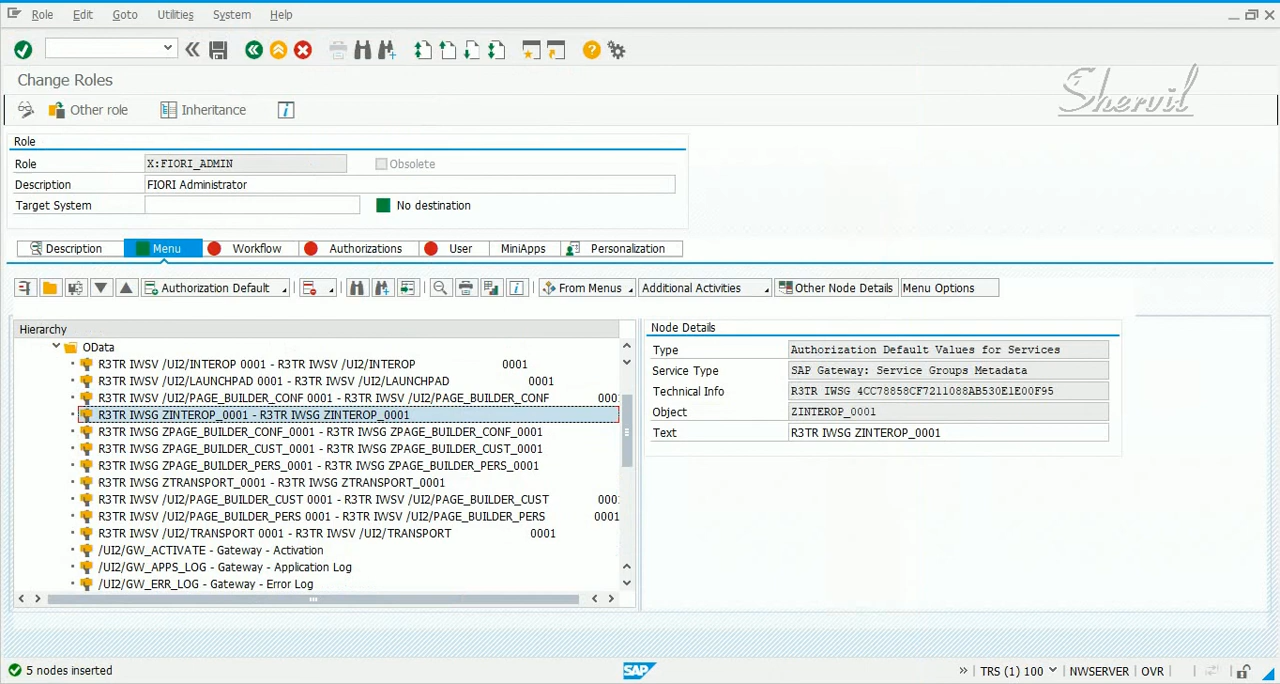 Role Edit Goto Utilities System Help
Change Roles
Shervil
Other role Inheritance
Role
Role X:FIORI_ADMIN Obsolete
Description FIORI Administrator
Target System No destination
Description Menu Workflow Authorizations User MiniApps Personalization
Authorization Default From Menus Additional Activities Other Node Details Menu Options
Hierarchy
OData
R3TR IWSV /UI2/INTEROP 0001 - R3TR IWSV /UI2/INTEROP 0001
R3TR IWSV /UI2/LAUNCHPAD 0001 - R3TR IWSV /UI2/LAUNCHPAD 0001
R3TR IWSV /UI2/PAGE_BUILDER_CONF 0001 - R3TR IWSV /UI2/PAGE_BUILDER_CONF 000
R3TR IWSG ZINTEROP_0001 - R3TR IWSG ZINTEROP_0001
R3TR IWSG ZPAGE_BUILDER_CONF_0001 - R3TR IWSG ZPAGE_BUILDER_CONF_0001
R3TR IWSG ZPAGE_BUILDER_CUST_0001 - R3TR IWSG ZPAGE_BUILDER_CUST_0001
R3TR IWSG ZPAGE_BUILDER_PERS_0001 - R3TR IWSG ZPAGE_BUILDER_PERS_0001
R3TR IWSG ZTRANSPORT_0001 - R3TR IWSG ZTRANSPORT_0001
R3TR IWSV /UI2/PAGE_BUILDER_CUST 0001 - R3TR IWSV /UI2/PAGE_BUILDER_CUST 000
R3TR IWSV /UI2/PAGE_BUILDER_PERS 0001 - R3TR IWSV /UI2/PAGE_BUILDER_PERS 0001
R3TR IWSV /UI2/TRANSPORT 0001 - R3TR IWSV /UI2/TRANSPORT 0001
/UI2/GW_ACTIVATE - Gateway - Activation
/UI2/GW_APPS_LOG - Gateway - Application Log
/UI2/GW_ERR_LOG - Gateway - Error Log
Node Details
Type Authorization Default Values for Services
Service Type SAP Gateway: Service Groups Metadata
Technical Info R3TR IWSG 4CC78858CF7211088AB530E1E00F95
Object ZINTEROP_0001
Text R3TR IWSG ZINTEROP_0001
5 nodes inserted SAP TRS (1) 100 NWSERVER OVR